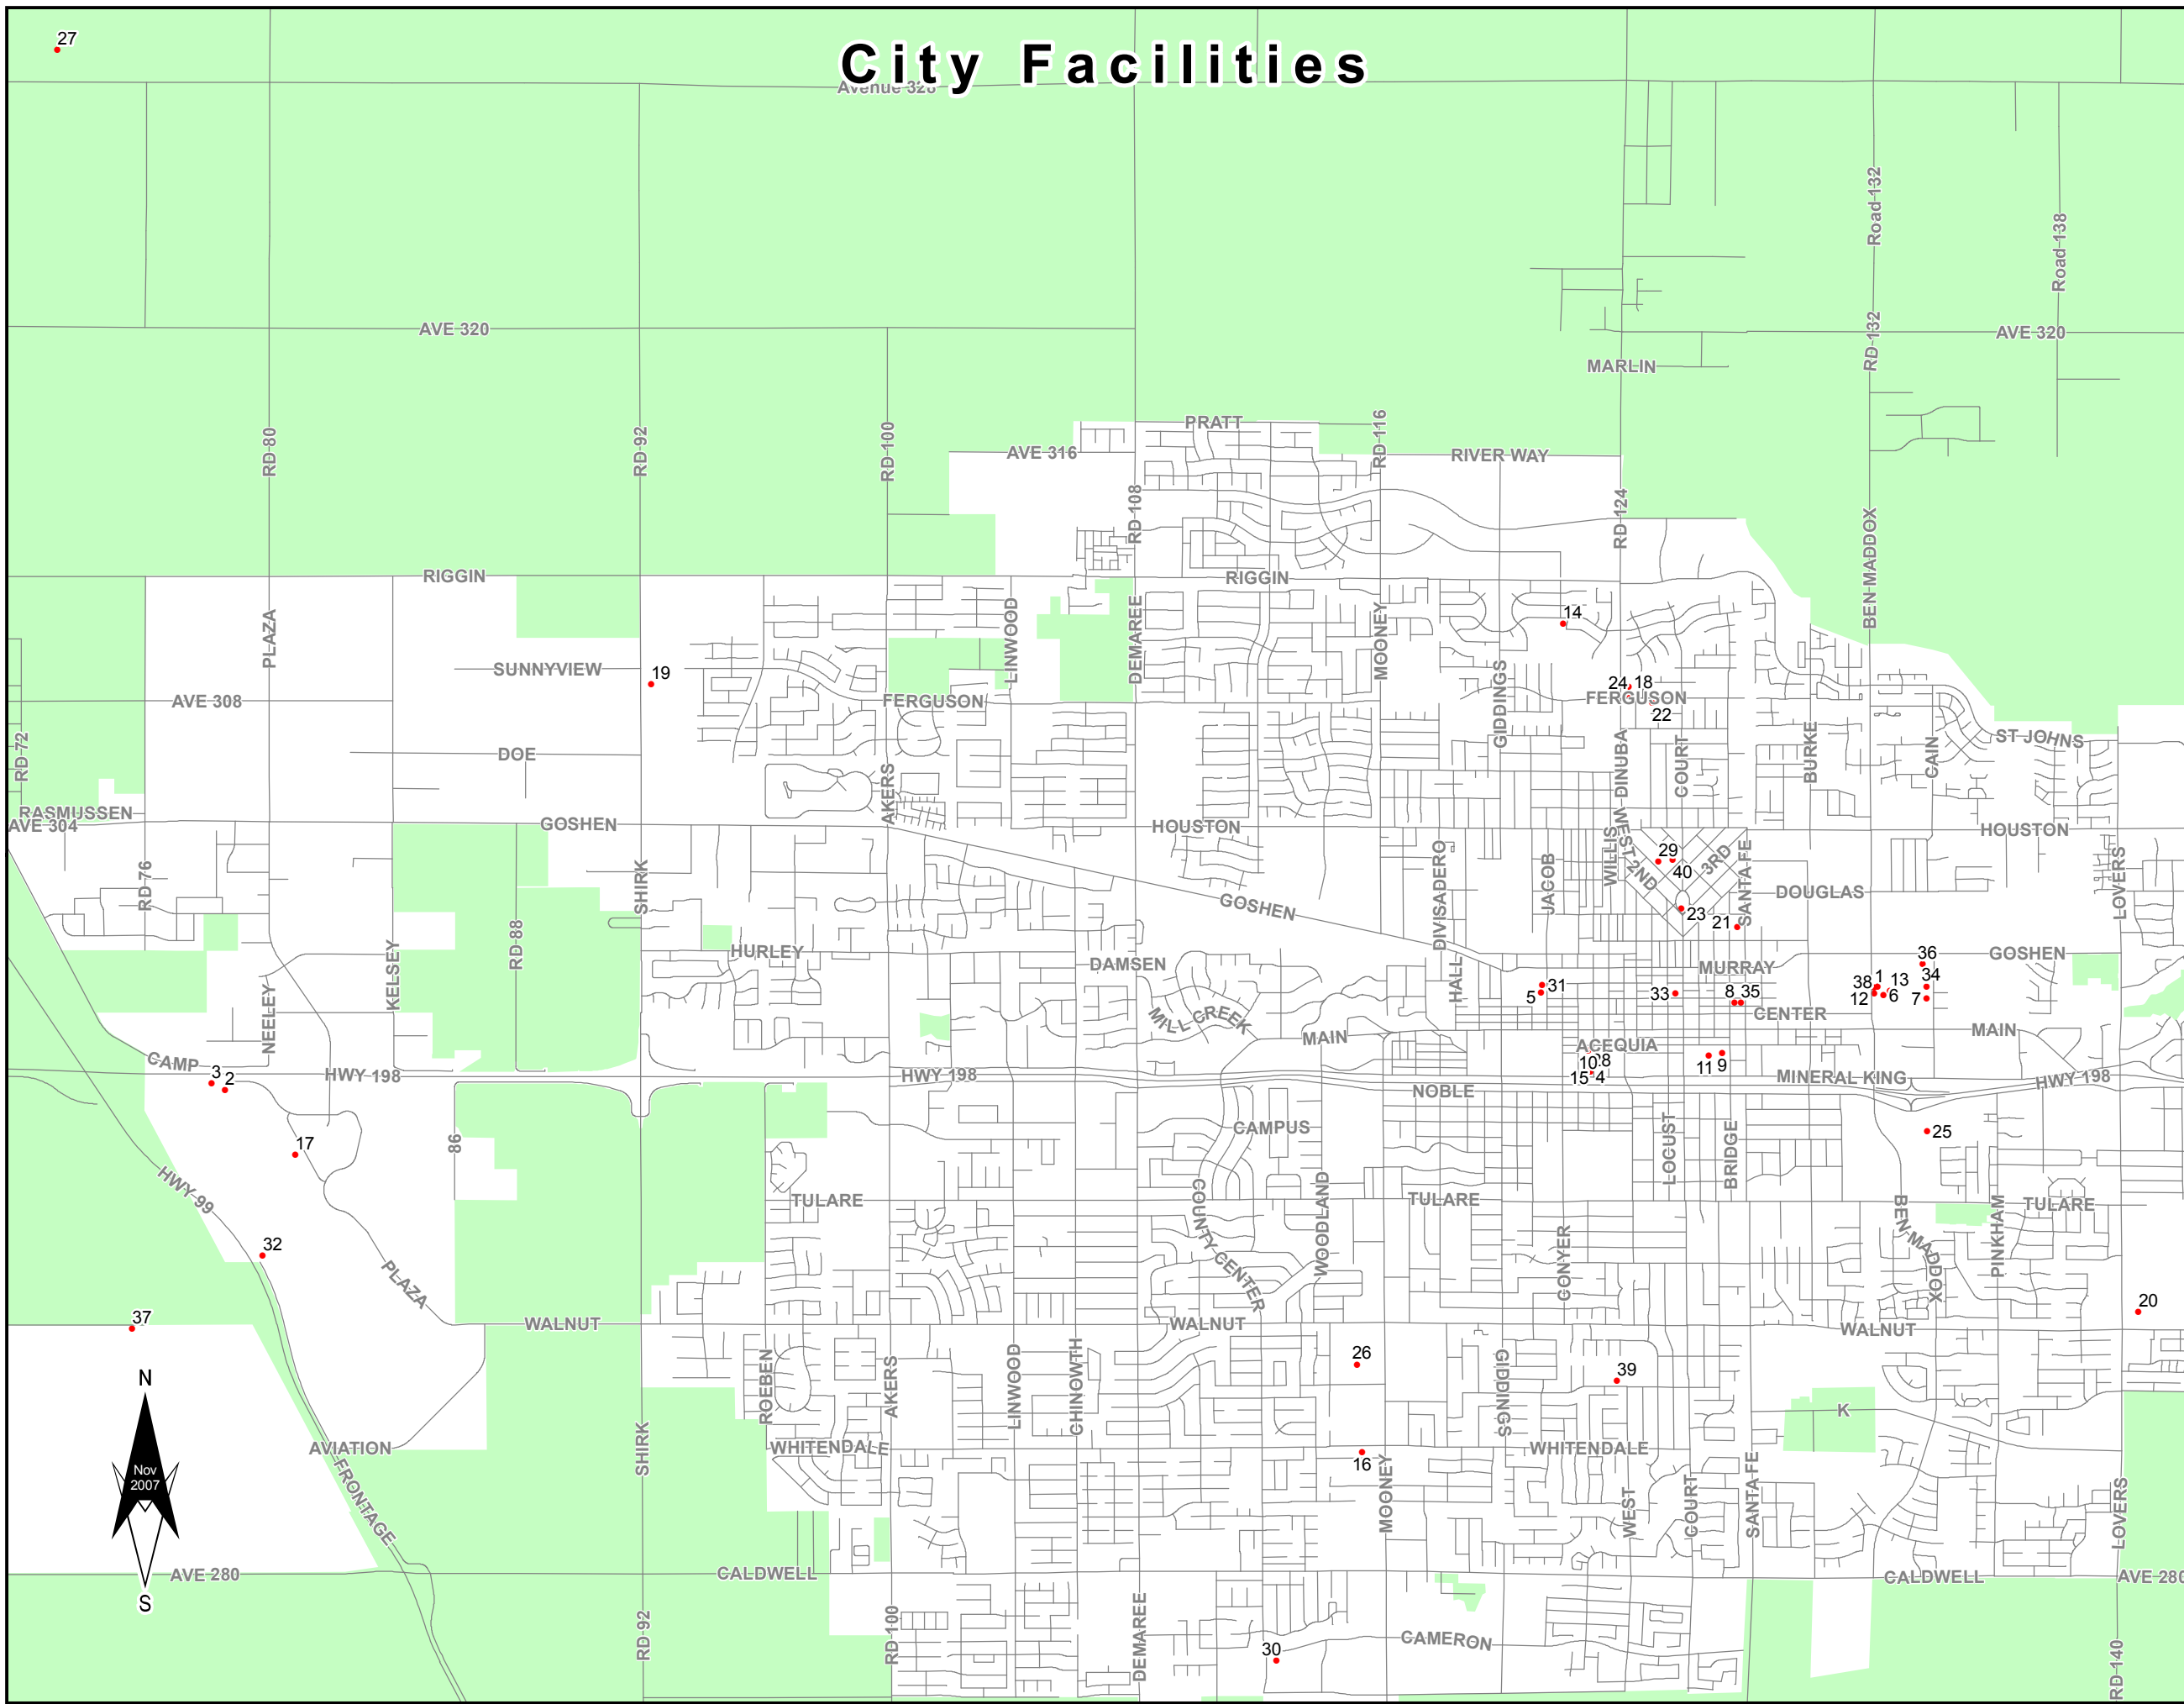 City Facilities
27
Avenue 328
Road 132
Road 138
AVE 320
RD 132
AVE 320
MARLIN
RD 80
RD 92
RD 100
AVE 316
PRATT
RD 116
RIVER WAY
RD 108
RD 124
BEN MADDOX
RIGGIN
RIGGIN
PLAZA
LINWOOD
DEMAREE
MOONEY
14
SUNNYVIEW
19
GIDDINGS
24 18
AVE 308
FERGUSON
FERGUSON
22
RD 72
DOE
AKERS
DINUBA
COURT
BURKE
CAIN
ST JOHNS
RASMUSSEN
AVE 304
GOSHEN
HOUSTON
HOUSTON
RD 76
SHIRK
DIVISADERO
JACOB
WILLIS
WEST
2ND
29
40
3RD
SANTA FE
DOUGLAS
LOVERS
GOSHEN
23
21
KELSEY
RD 88
HURLEY
DAMSEN
HALL
MURRAY
36
GOSHEN
NEELEY
31
5
33
8 35
38 1 13
12 6
34
7
MILL CREEK
MAIN
CENTER
MAIN
CAMP
3 2
HWY 198
HWY 198
ACEQUIA
10 28
15 4
11 9
MINERAL KING
HWY 198
NOBLE
17
86
CAMPUS
LOCUST
BRIDGE
25
HWY 99
TULARE
COUNTY CENTER
WOODLAND
TULARE
CONYER
BEN MADDOX
PINKHAM
TULARE
32
PLAZA
37
20
WALNUT
WALNUT
WALNUT
N
26
39
ROEBEN
AKERS
LINWOOD
CHINOWTH
GIDDINGS
K
AVIATION
SHIRK
WHITENDALE
WHITENDALE
Nov
2007
FRONTAGE
16
MOONEY
WEST
COURT
SANTA FE
LOVERS
S
AVE 280
CALDWELL
CALDWELL
AVE 280
RD 92
RD 100
DEMAREE
30
CAMERON
RD 140